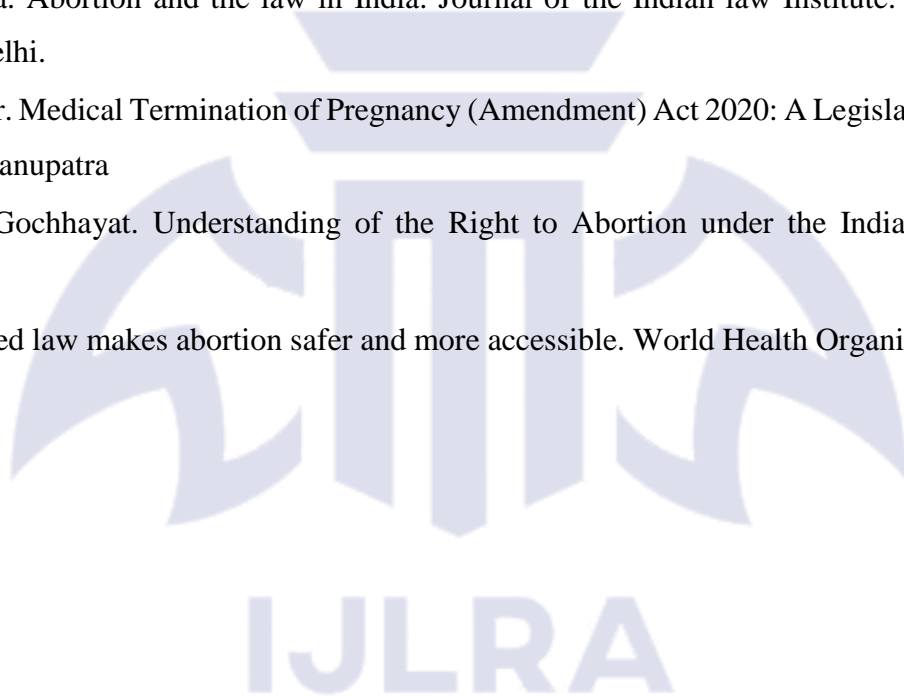 Abortion and the law in India. Journal of the Indian law Institute.
elhi.
r. Medical Termination of Pregnancy (Amendment) Act 2020: A Legisla
anupatra
Gochhayat. Understanding of the Right to Abortion under the India
ed law makes abortion safer and more accessible. World Health Organi
IJLRA